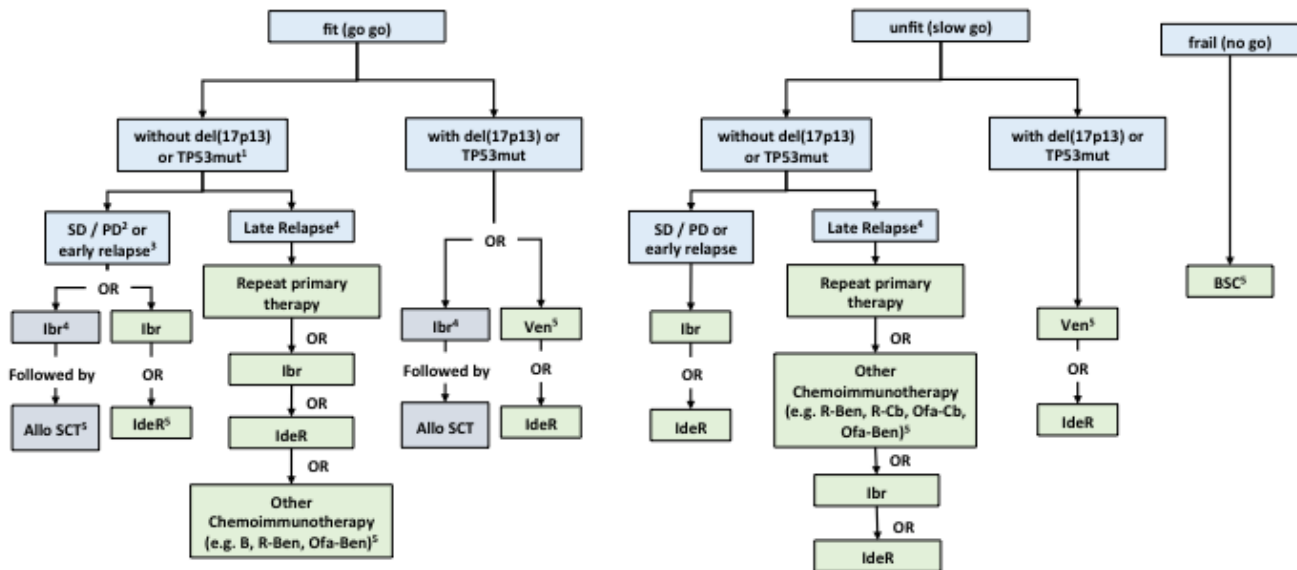 fit (go go)
without del(17p13)
or TP53mut¹
with del(17p13) or
TP53mut
SD / PD² or
early relapse³
Late Relapse⁴
OR
Ibr⁴
Followed by
Allo SCT⁵
Ibr
OR
IdeR⁵
Repeat primary
therapy
OR
Ibr
OR
IdeR
OR
Other
Chemoimmunotherapy
(e.g. B, R-Ben, Ofa-Ben)⁵
OR
Ibr⁴
Followed by
Allo SCT
Ven⁵
OR
IdeR
unfit (slow go)
without del(17p13)
or TP53mut
with del(17p13) or
TP53mut
SD / PD or
early relapse
Late Relapse⁴
Ibr
OR
IdeR
Repeat primary
therapy
OR
Other
Chemoimmunotherapy
(e.g. R-Ben, R-Cb, Ofa-Cb,
Ofa-Ben)⁵
OR
Ibr
OR
IdeR
Ven⁵
OR
IdeR
frail (no go)
BSC⁵